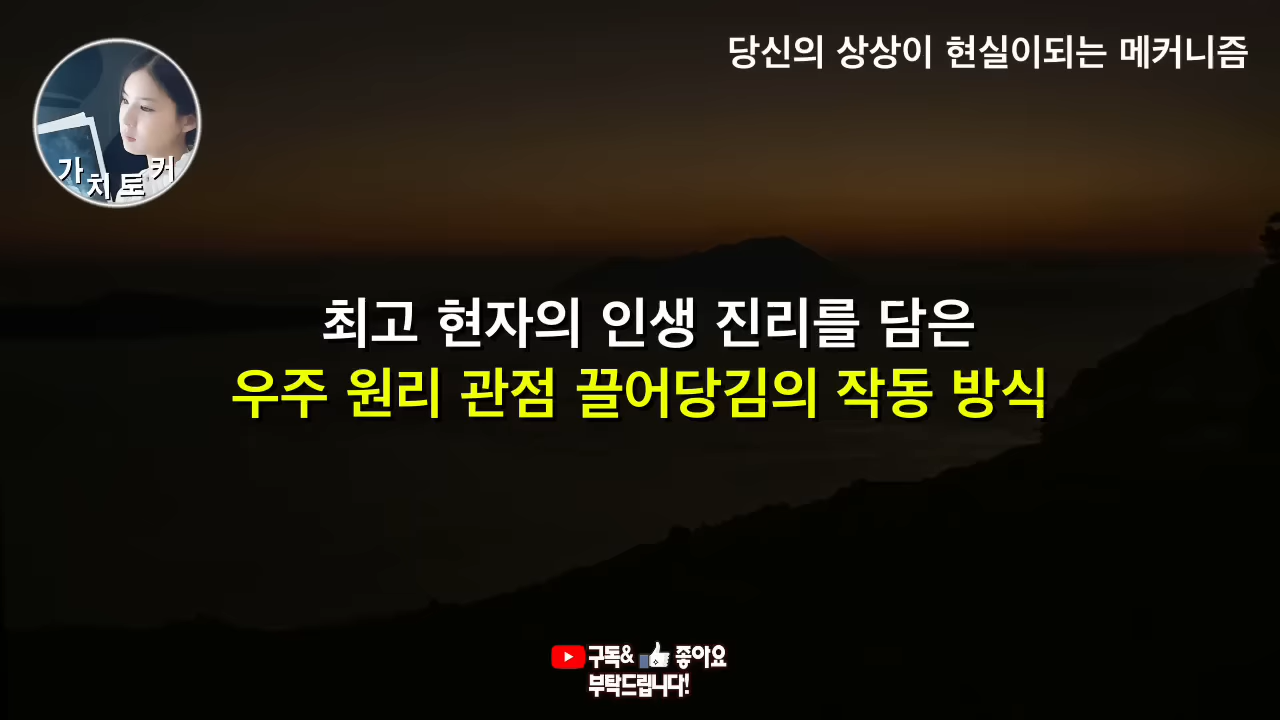 당신의 상상이 현실이되는 메커니즘
가치토커
최고 현자의 인생 진리를 담은
우주 원리 관점 끌어당김의 작동 방식
구독& 좋아요
부탁드립니다!